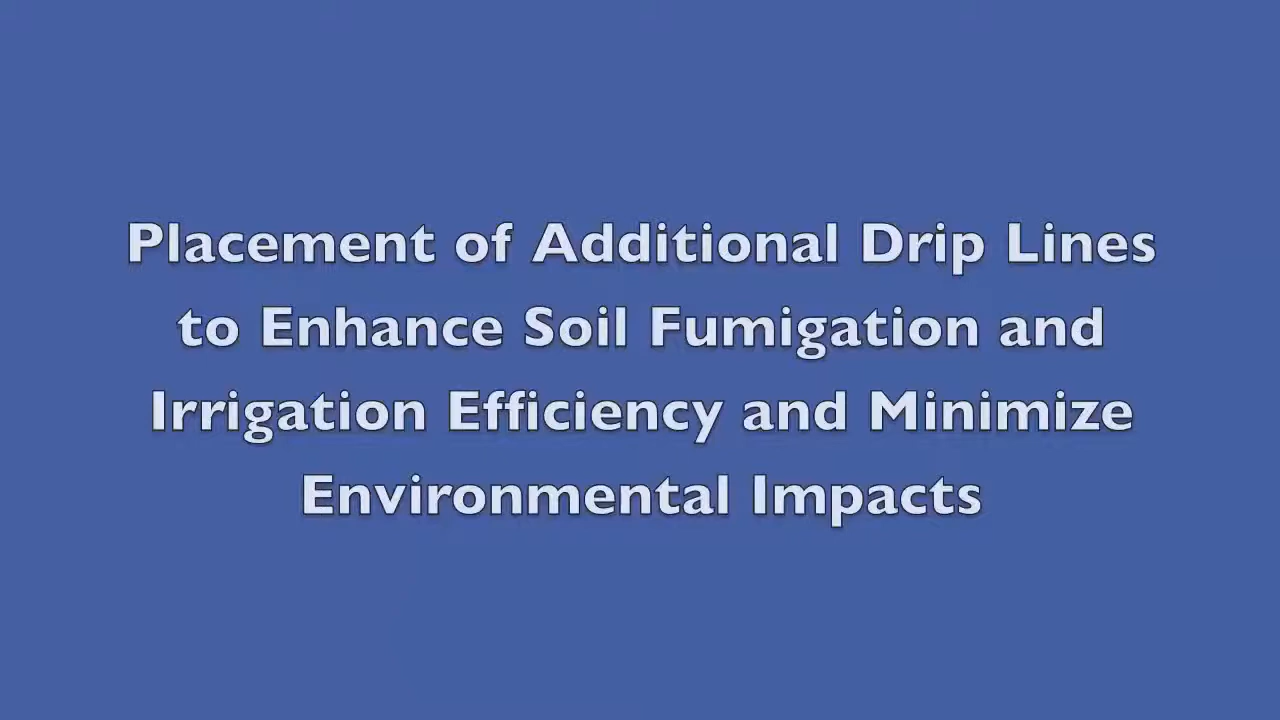 Placement of Additional Drip Lines
to Enhance Soil Fumigation and
Irrigation Efficiency and Minimize
Environmental Impacts